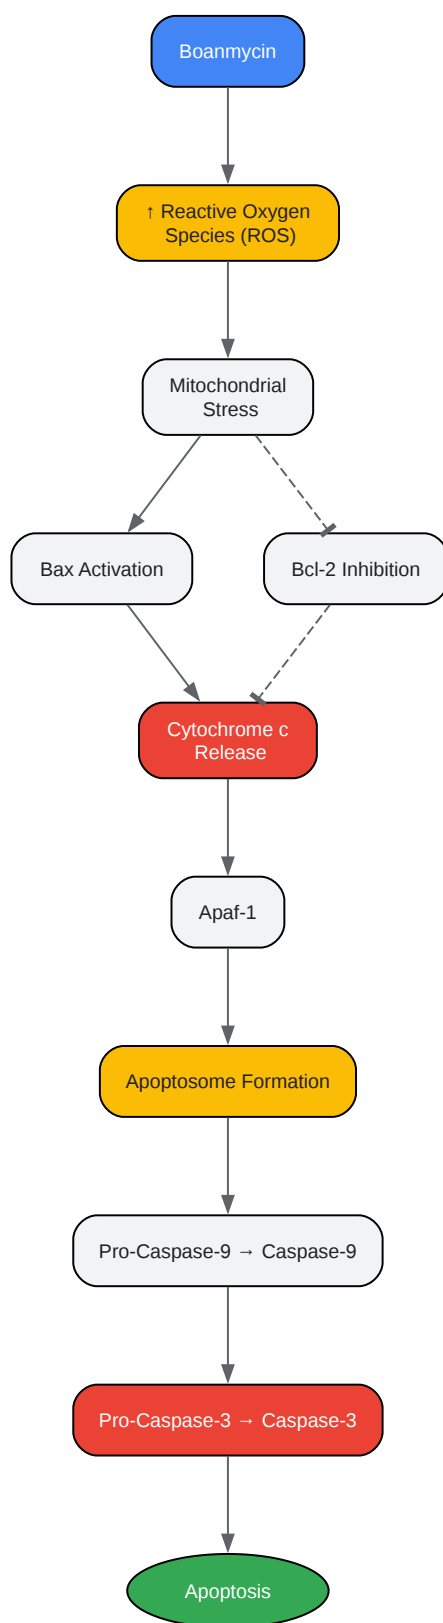 Boanmycin
↑ Reactive Oxygen
Species (ROS)
Mitochondrial
Stress
Bax Activation
Bcl-2 Inhibition
Cytochrome c
Release
Apaf-1
Apoptosome Formation
Pro-Caspase-9 → Caspase-9
Pro-Caspase-3 → Caspase-3
Apoptosis